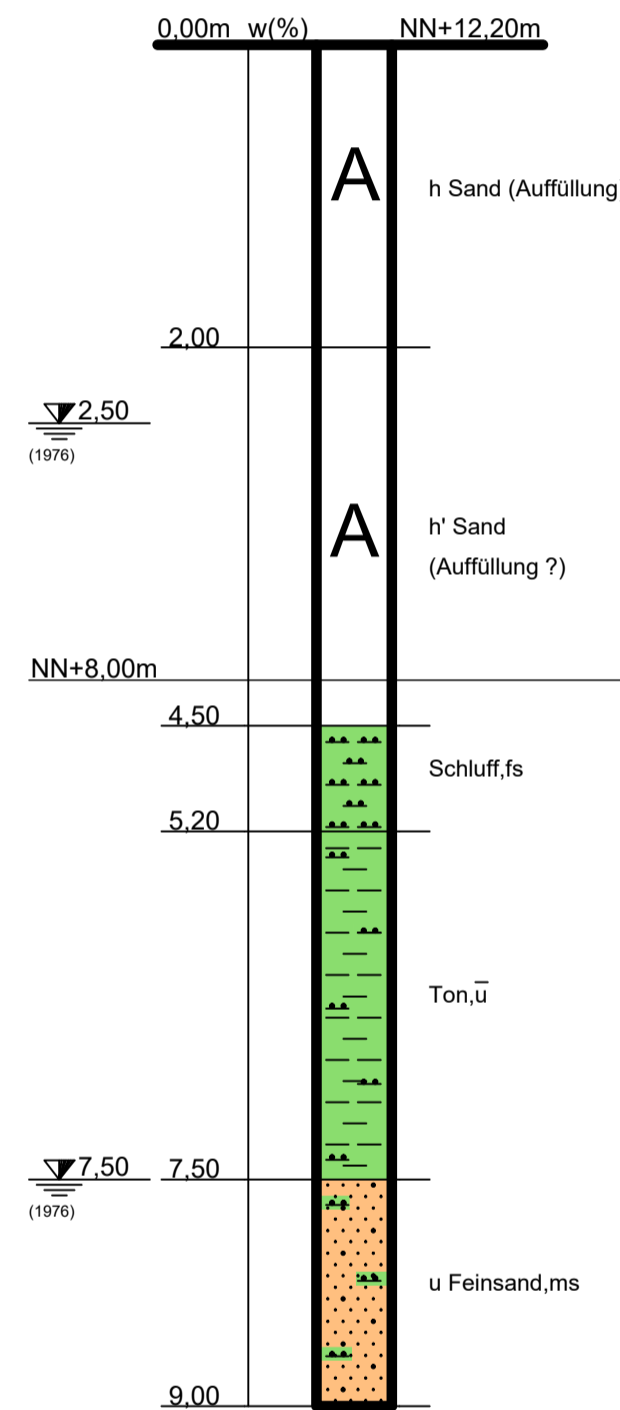 0,00m w(%) NN+12,20m
A
h Sand (Auffüllung
2,00
2,50
(1976)
A
h' Sand
(Auffüllung ?)
NN+8,00m
4,50
Schluff,fs
5,20
Ton,u̅
7,50 7,50
(1976)
u Feinsand,ms
9,00